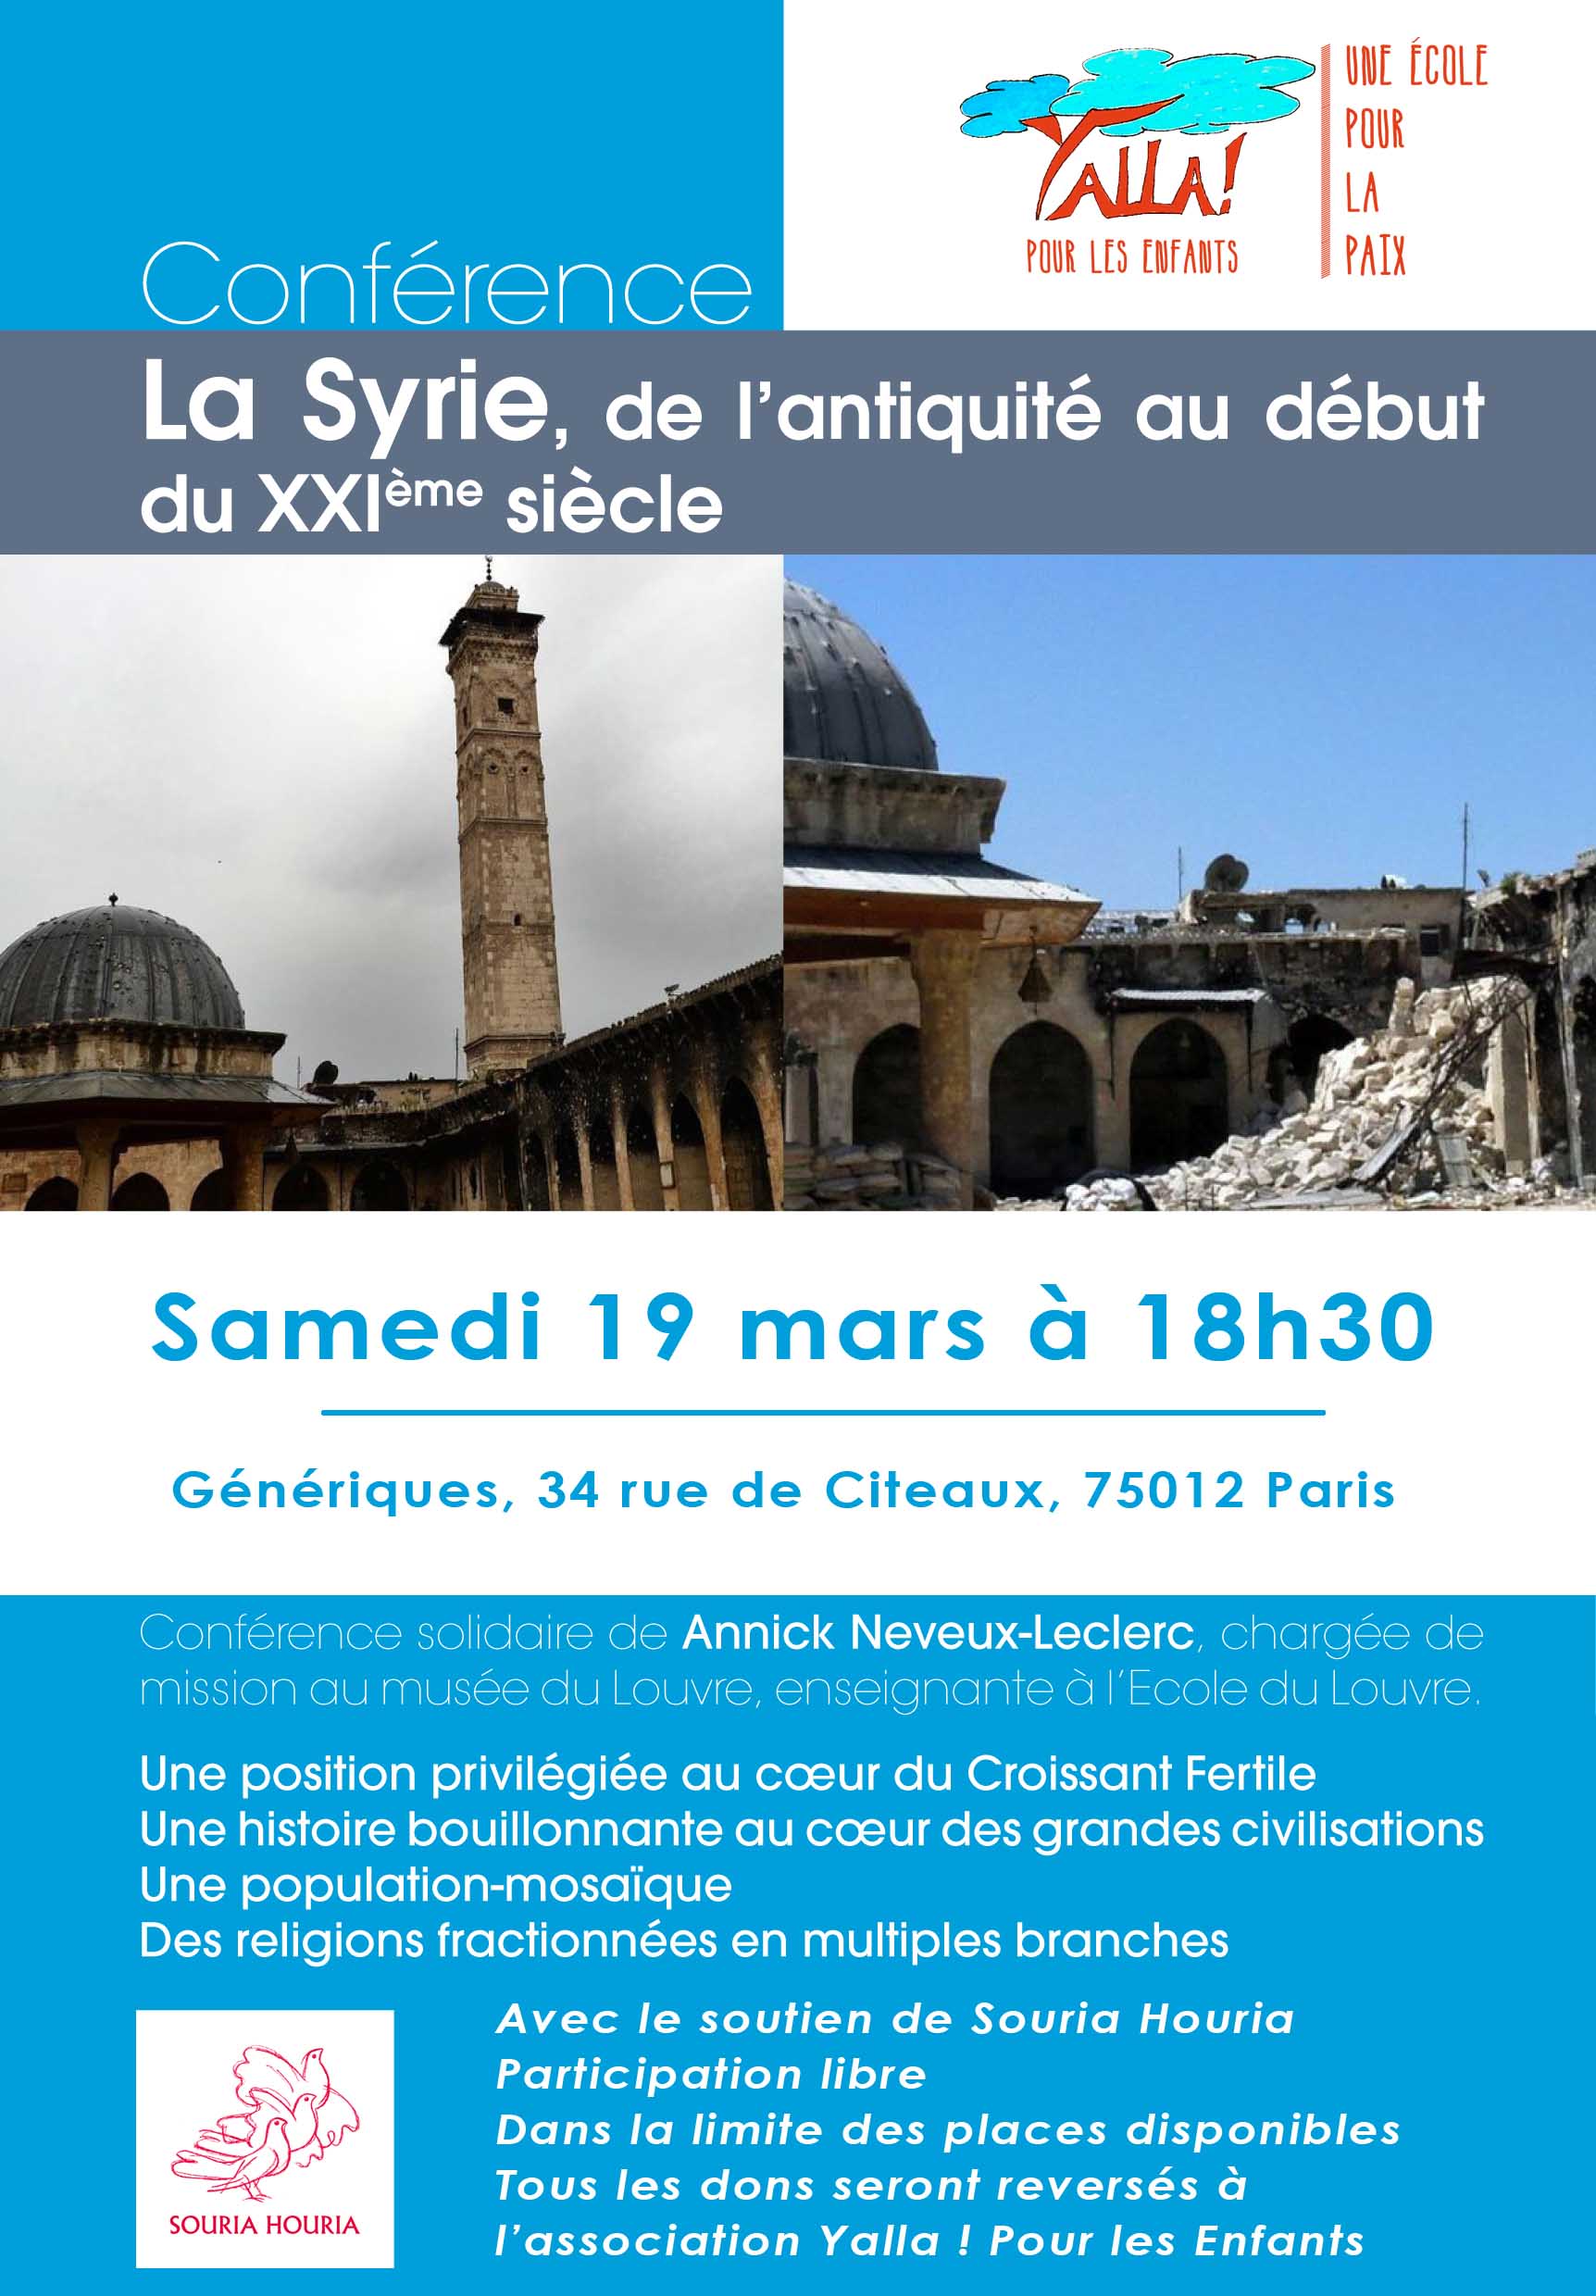 UNE ÉCOLE
POUR
LA
PAIX
YALLA!
POUR LES ENFANTS
Conférence
La Syrie, de l’antiquité au début
du XXIème siècle
Samedi 19 mars à 18h30
Génériques, 34 rue de Citeaux, 75012 Paris
Conférence solidaire de Annick Neveux-Leclerc, chargée de
mission au musée du Louvre, enseignante à l’Ecole du Louvre.
Une position privilégiée au cœur du Croissant Fertile
Une histoire bouillonnante au cœur des grandes civilisations
Une population-mosaïque
Des religions fractionnées en multiples branches
Avec le soutien de Souria Houria
Participation libre
Dans la limite des places disponibles
Tous les dons seront reversés à
l’association Yalla ! Pour les Enfants
SOURIA HOURIA